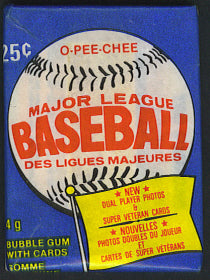 25¢
O-PEE-CHEE
MAJOR LEAGUE
BASEBALL
DES LIGUES MAJEURES
★ NEW ★
DUAL PLAYER PHOTOS
&
SUPER VETERAN CARDS
★ NOUVELLES ★
PHOTOS DOUBLES DU JOUEUR
ET
CARTES DE SUPER VÉTERANS
4 g
BUBBLE GUM
WITH CARDS
GOMME